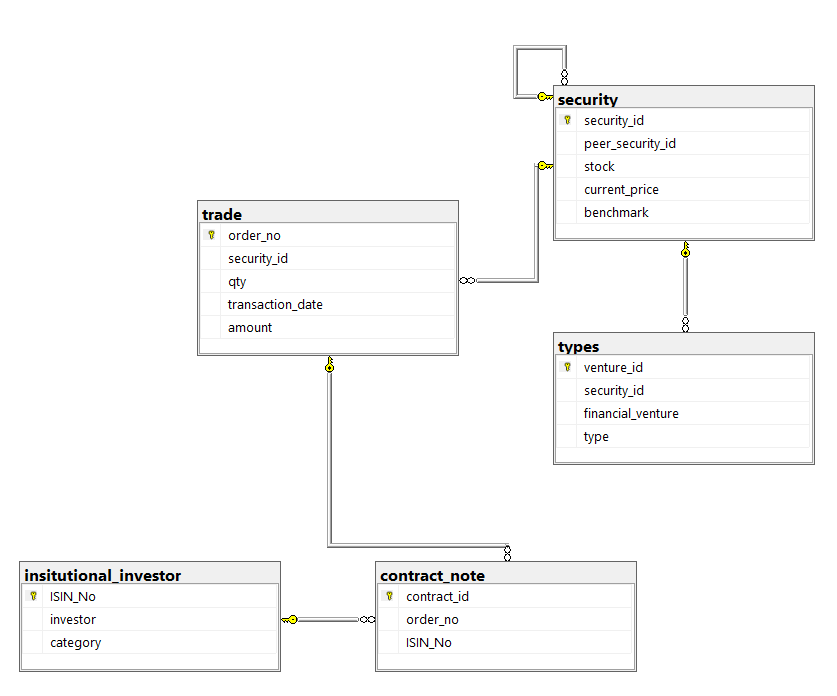 security
security_id
peer_security_id
stock
current_price
benchmark
trade
order_no
security_id
qty
transaction_date
amount
types
venture_id
security_id
financial_venture
type
insitutional_investor
ISIN_No
investor
category
contract_note
contract_id
order_no
ISIN_No